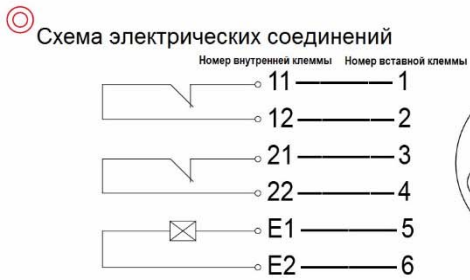 Схема электрических соединений
Номер внутренней клеммы Номер вставной клеммы
11 1
12 2
21 3
22 4
E1 5
E2 6